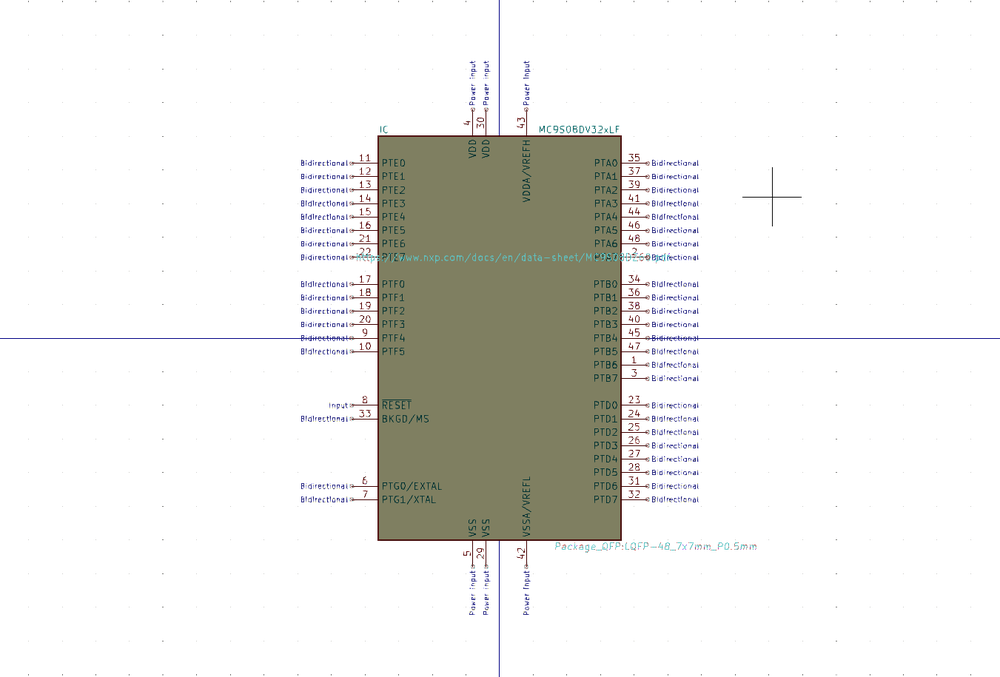 Power Input Power Input Power Input
4 30 43
IC MC9S08DV32xLF
VDD VDD VDDA/VREFH
Bidirectional 11 PTE0 PTA0 35 Bidirectional
Bidirectional 12 PTE1 PTA1 37 Bidirectional
Bidirectional 13 PTE2 PTA2 39 Bidirectional
Bidirectional 14 PTE3 PTA3 41 Bidirectional
Bidirectional 15 PTE4 PTA4 44 Bidirectional
Bidirectional 16 PTE5 PTA5 46 Bidirectional
Bidirectional 21 PTE6 PTA6 48 Bidirectional
Bidirectional 22 PTE7 2 Bidirectional
https://www.nxp.com/docs/en/data-sheet/
Bidirectional 17 PTF0 PTB0 34 Bidirectional
Bidirectional 18 PTF1 PTB1 36 Bidirectional
Bidirectional 19 PTF2 PTB2 38 Bidirectional
Bidirectional 20 PTF3 PTB3 40 Bidirectional
Bidirectional 9 PTF4 PTB4 45 Bidirectional
Bidirectional 10 PTF5 PTB5 47 Bidirectional
PTB6 1 Bidirectional
PTB7 3 Bidirectional
Input 8 RESET PTD0 23 Bidirectional
Bidirectional 33 BKGD/MS PTD1 24 Bidirectional
PTD2 25 Bidirectional
PTD3 26 Bidirectional
PTD4 27 Bidirectional
PTD5 28 Bidirectional
Bidirectional 6 PTG0/EXTAL PTD6 31 Bidirectional
Bidirectional 7 PTG1/XTAL PTD7 32 Bidirectional
VSS VSS VSSA/VREFL
5 29 42
Package_QFP:LQFP-48_7x7mm_P0.5mm
Power Input Power Input Power Input